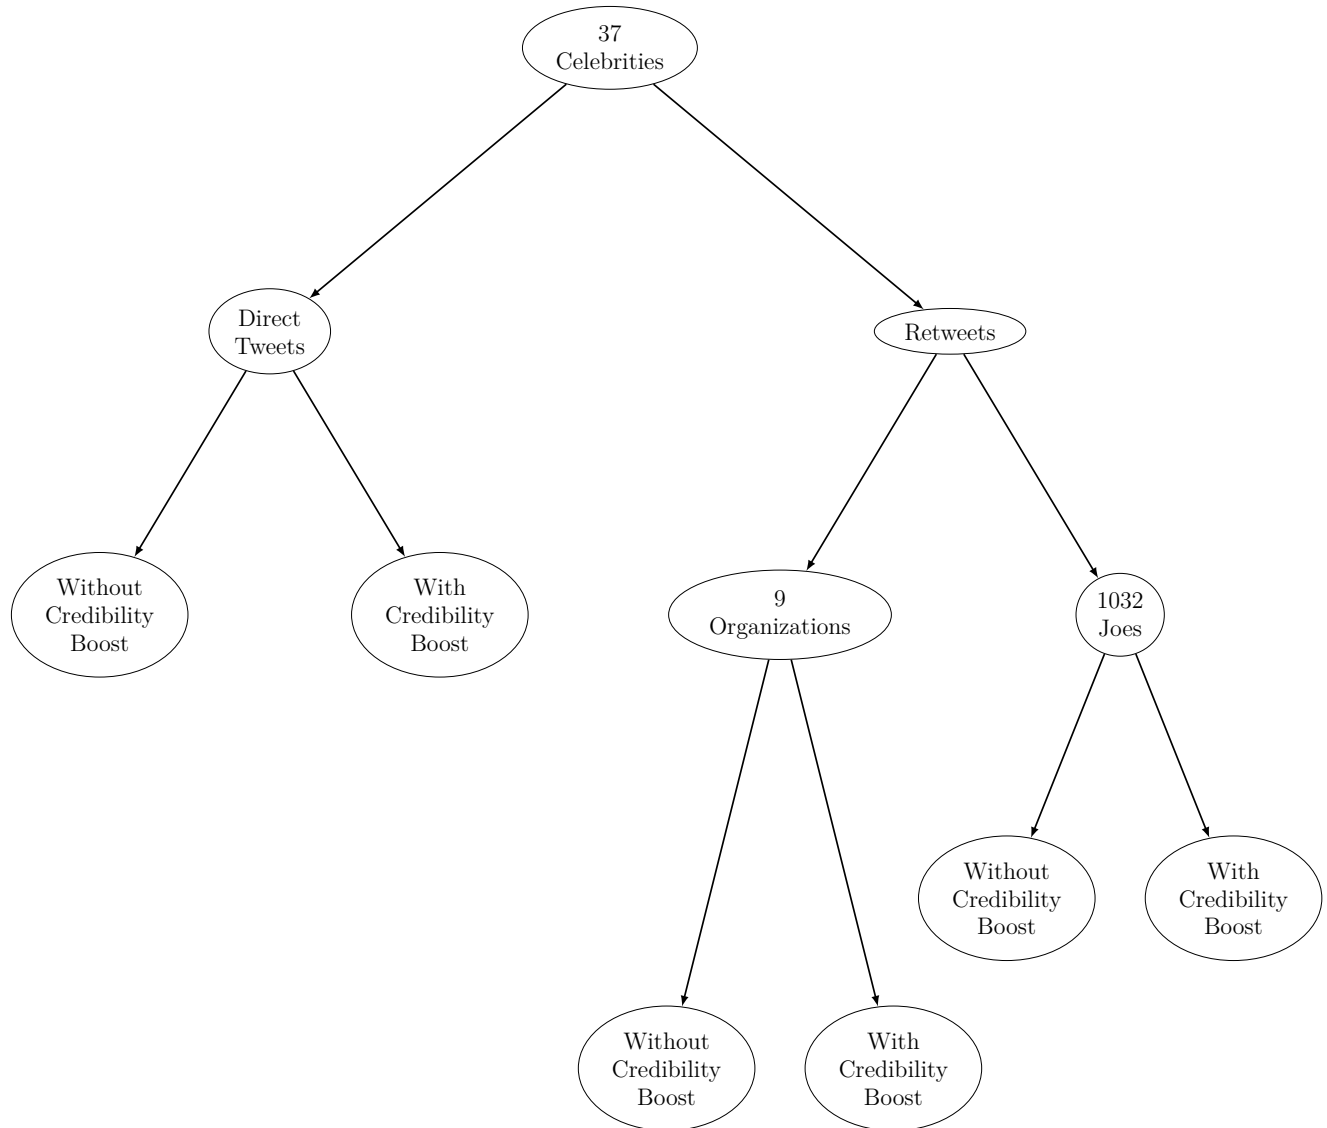 37
Celebrities
Direct
Tweets
Retweets
Without
Credibility
Boost
With
Credibility
Boost
9
Organizations
1032
Joes
Without
Credibility
Boost
With
Credibility
Boost
Without
Credibility
Boost
With
Credibility
Boost